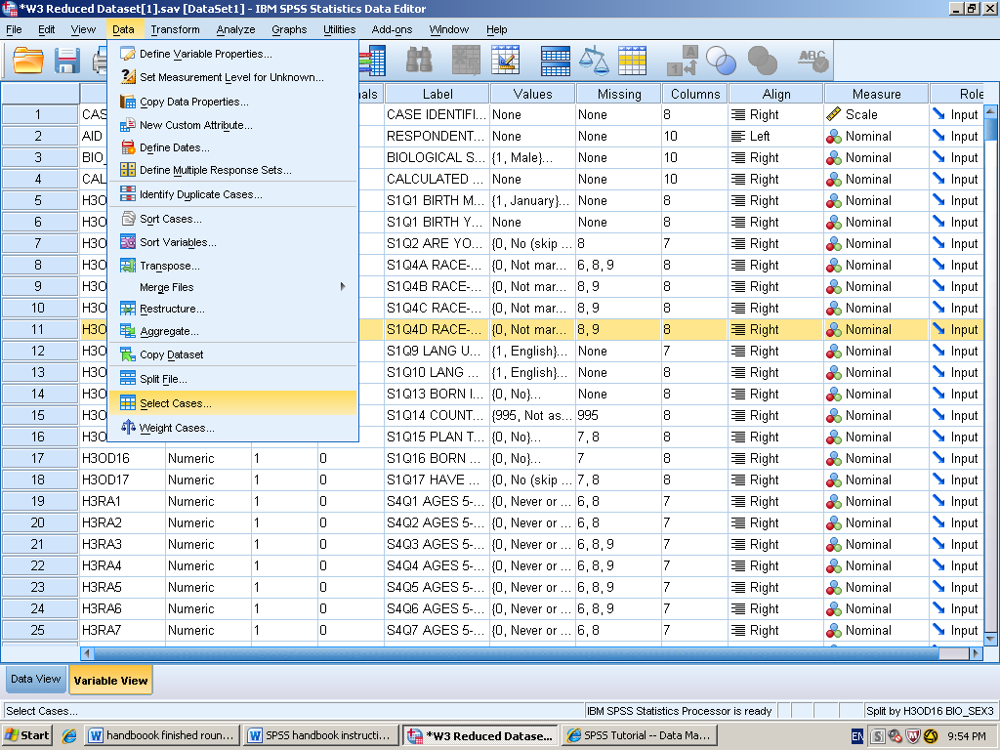 *W3 Reduced Dataset[1].sav [DataSet1] - IBM SPSS Statistics Data Editor
File Edit View Data Transform Analyze Graphs Utilities Add-ons Window Help
Define Variable Properties...
Set Measurement Level for Unknown...
Copy Data Properties...
New Custom Attribute...
Define Dates...
Define Multiple Response Sets...
Identify Duplicate Cases...
Sort Cases...
Sort Variables...
Transpose...
Merge Files
Restructure...
Aggregate...
Copy Dataset
Split File...
Select Cases...
Weight Cases...
A
1
ABC
als Label Values Missing Columns Align Measure Role
1 CAS CASE IDENTIFI... None None 8 Right Scale Input
2 AID RESPONDENT... None None 10 Left Nominal Input
3 BIO_ BIOLOGICAL S... {1, Male}... None 10 Right Nominal Input
4 CAL CALCULATED ... None None 10 Right Nominal Input
5 H3O S1Q1 BIRTH M... {1, January}... None 8 Right Nominal Input
6 H3O S1Q1 BIRTH Y... None None 8 Right Nominal Input
7 H3O S1Q2 ARE YO... {0, No (skip ... 8 7 Right Nominal Input
8 H3O S1Q4A RACE-... {0, Not mar... 6, 8, 9 8 Right Nominal Input
9 H3O S1Q4B RACE-... {0, Not mar... 8, 9 8 Right Nominal Input
10 H3O S1Q4C RACE-... {0, Not mar... 8, 9 8 Right Nominal Input
11 H3O S1Q4D RACE-... {0, Not mar... 8, 9 8 Right Nominal Input
12 H3O S1Q9 LANG U... {1, English}... None 7 Right Nominal Input
13 H3O S1Q10 LANG ... {1, English}... None 8 Right Nominal Input
14 H3O S1Q13 BORN I... {0, No}... None 8 Right Nominal Input
15 H3O S1Q14 COUNT... {995, Not as... 995 8 Right Nominal Input
16 H3O S1Q15 PLAN T... {0, No}... 7, 8 8 Right Nominal Input
17 H3OD16 Numeric 1 0 S1Q16 BORN ... {0, No}... 7 8 Right Nominal Input
18 H3OD17 Numeric 1 0 S1Q17 HAVE ... {0, No (skip ... 7, 8 8 Right Nominal Input
19 H3RA1 Numeric 1 0 S4Q1 AGES 5-... {0, Never or ... 6, 8 7 Right Nominal Input
20 H3RA2 Numeric 1 0 S4Q2 AGES 5-... {0, Never or ... 6, 8 7 Right Nominal Input
21 H3RA3 Numeric 1 0 S4Q3 AGES 5-... {0, Never or ... 6, 8, 9 7 Right Nominal Input
22 H3RA4 Numeric 1 0 S4Q4 AGES 5-... {0, Never or ... 6, 8, 9 7 Right Nominal Input
23 H3RA5 Numeric 1 0 S4Q5 AGES 5-... {0, Never or ... 6, 8, 9 7 Right Nominal Input
24 H3RA6 Numeric 1 0 S4Q6 AGES 5-... {0, Never or ... 6, 8, 9 7 Right Nominal Input
25 H3RA7 Numeric 1 0 S4Q7 AGES 5-... {0, Never or ... 6, 8 7 Right Nominal Input
Data View Variable View
Select Cases... IBM SPSS Statistics Processor is ready Split by H3OD16 BIO_SEX3
Start handboook finished roun... SPSS handbook instructi... *W3 Reduced Datase... SPSS Tutorial -- Data Ma... EN 9:54 PM